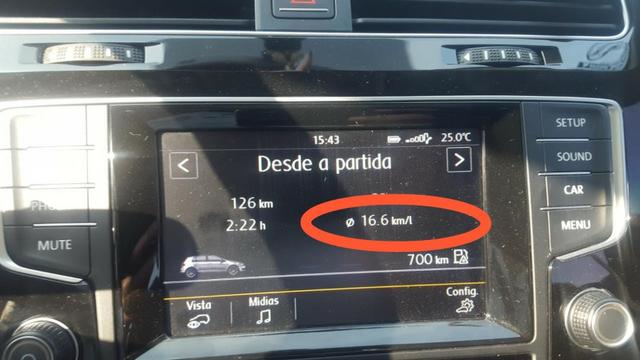 15:43 25.0°C
Desde a partida
126 km
2:22 h ø 16.6 km/l
700 km
Vista Mídias Config.
MUTE
SETUP
SOUND
CAR
MENU